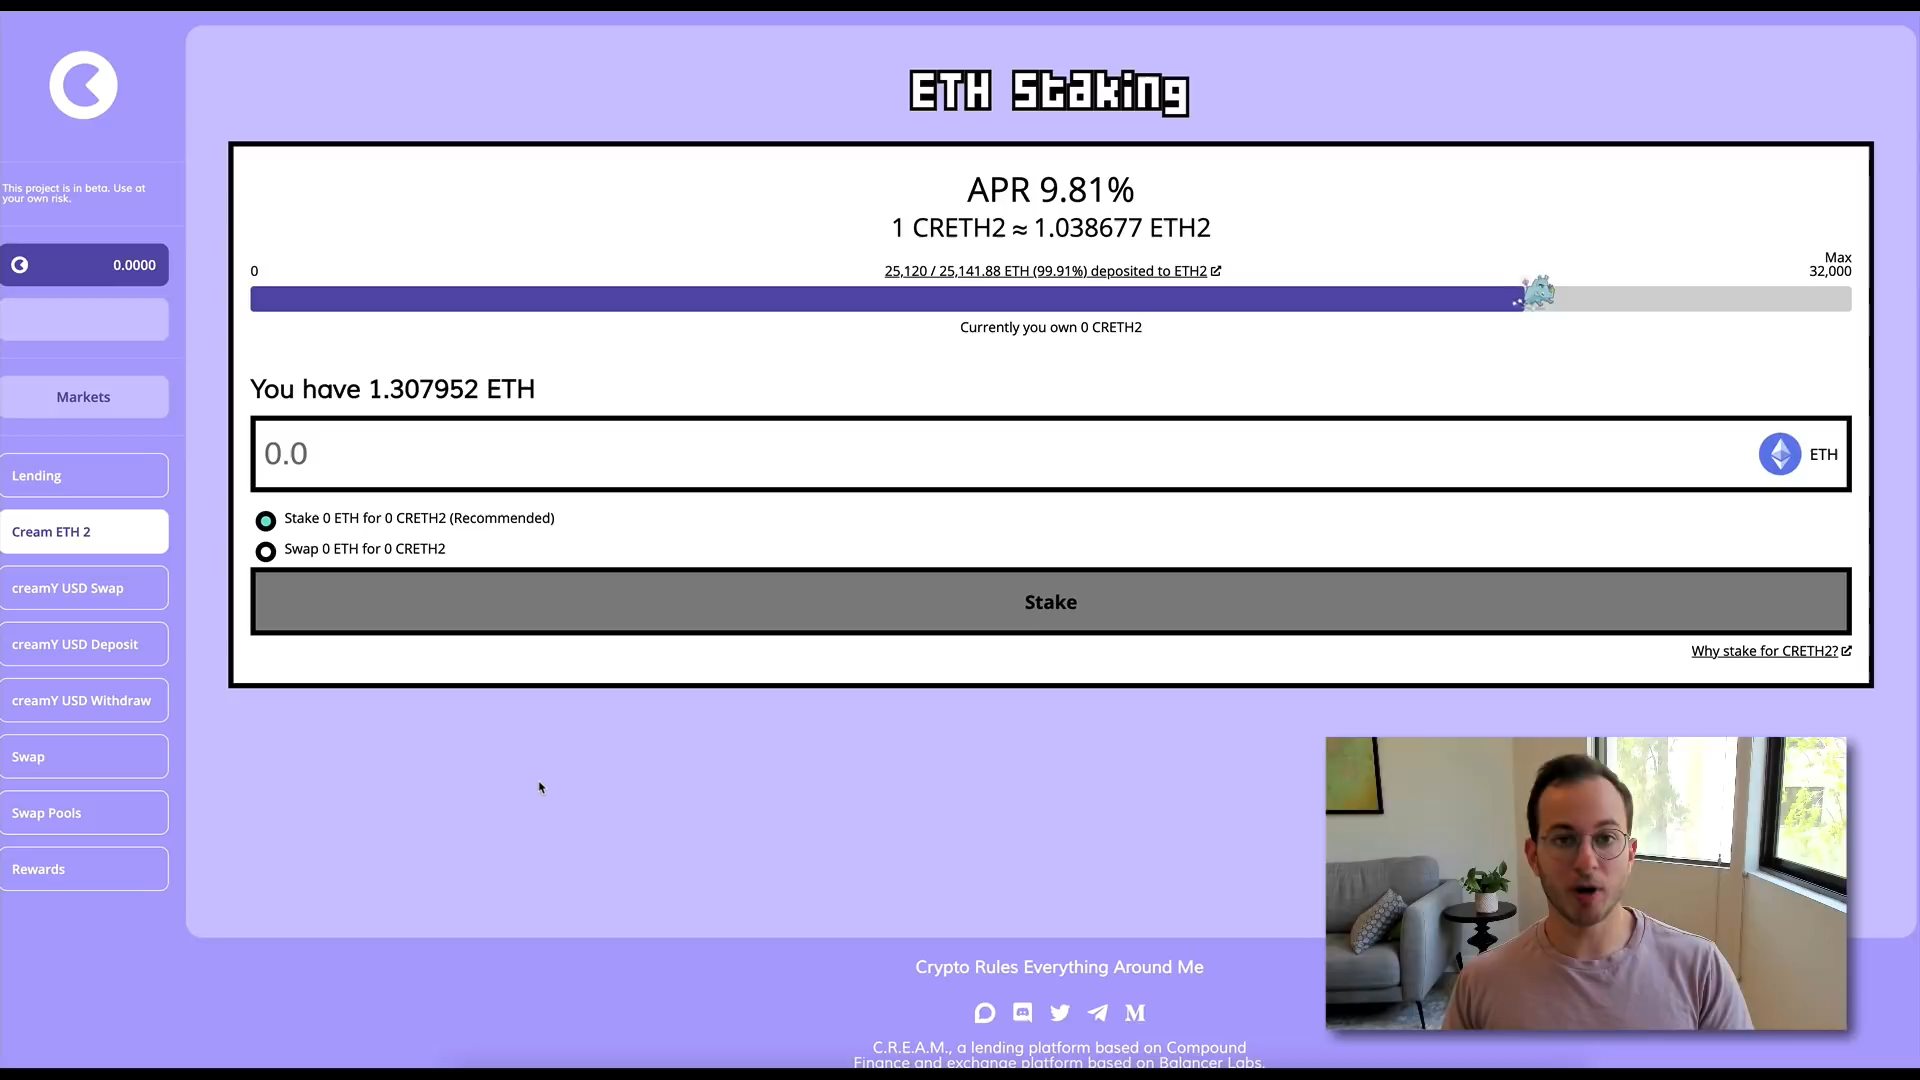 ETH Staking
This project is in beta. Use at
your own risk.
0.0000
Markets
Lending
Cream ETH 2
creamY USD Swap
creamY USD Deposit
creamY USD Withdraw
Swap
Swap Pools
Rewards
APR 9.81%
1 CRETH2 ≈ 1.038677 ETH2
0
25,120 / 25,141.88 ETH (99.91%) deposited to ETH2
Max
32,000
Currently you own 0 CRETH2
You have 1.307952 ETH
0.0
ETH
Stake 0 ETH for 0 CRETH2 (Recommended)
Swap 0 ETH for 0 CRETH2
Stake
Why stake for CRETH2?
Crypto Rules Everything Around Me
C.R.E.A.M., a lending platform based on Compound
Finance and exchange platform based on Balancer Labs.